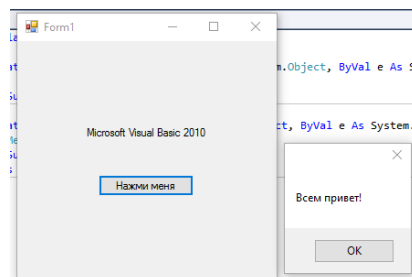 Form1
.Object, ByVal e As S
ct, ByVal e As System.
Microsoft Visual Basic 2010
Нажми меня
Всем привет!
OK